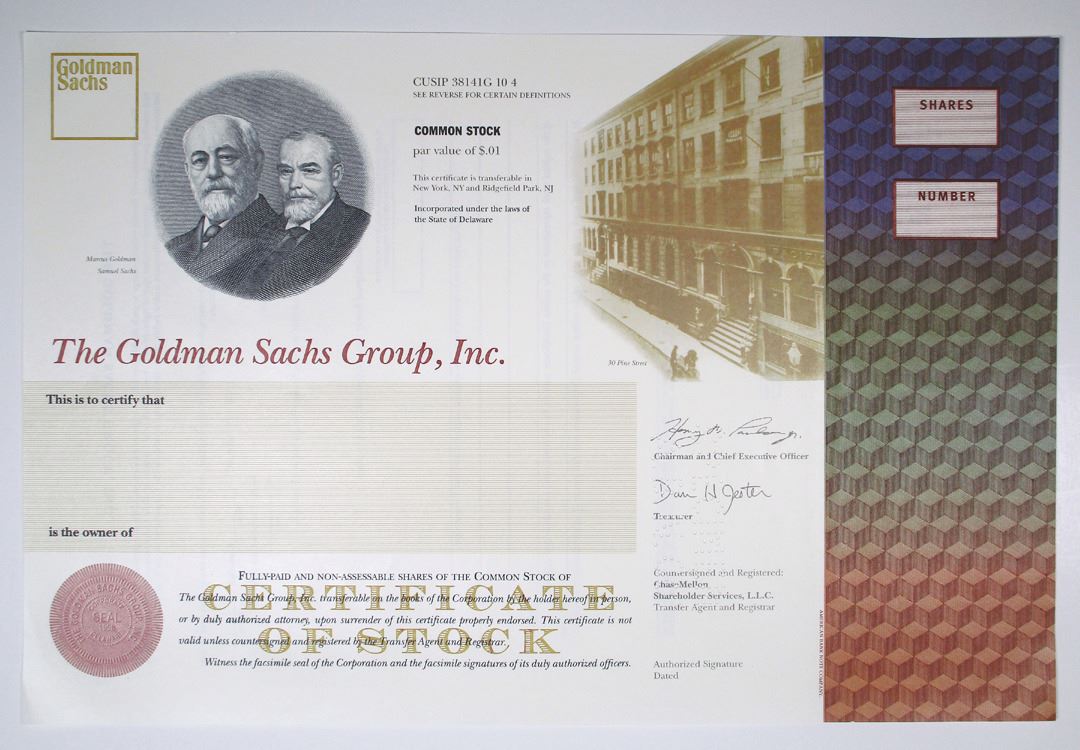 Goldman
Sachs
CUSIP 38141G 10 4
SEE REVERSE FOR CERTAIN DEFINITIONS
COMMON STOCK
par value of $.01
This certificate is transferable in
New York, NY and Ridgefield Park, NJ
Incorporated under the laws of
the State of Delaware
Marcus Goldman
Samuel Sachs
30 Pine Street
SHARES
NUMBER
The Goldman Sachs Group, Inc.
This is to certify that
is the owner of
Chairman and Chief Executive Officer
Dan H Jester
Treasurer
FULLY-PAID AND NON-ASSESSABLE SHARES OF THE COMMON STOCK OF
CERTIFICATE
OF STOCK
The Goldman Sachs Group, Inc. transferable on the books of the Corporation by the holder hereof in person,
or by duly authorized attorney, upon surrender of this certificate properly endorsed. This certificate is not
valid unless countersigned and registered by the Transfer Agent and Registrar.
Witness the facsimile seal of the Corporation and the facsimile signatures of its duly authorized officers.
SEAL
Countersigned and Registered:
ChaseMellon
Shareholder Services, L.L.C.
Transfer Agent and Registrar
Authorized Signature
Dated
AMERICAN BANK NOTE COMPANY.